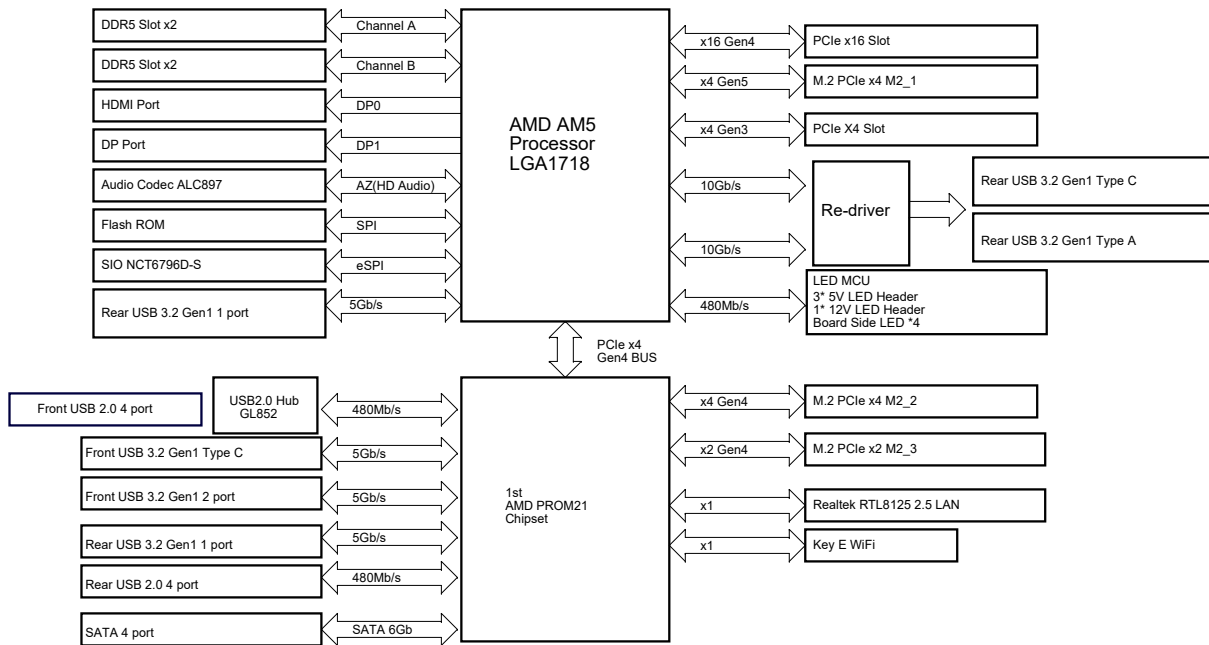 DDR5 Slot x2
Channel A
DDR5 Slot x2
Channel B
HDMI Port
DP0
DP Port
DP1
Audio Codec ALC897
AZ(HD Audio)
Flash ROM
SPI
SIO NCT6796D-S
eSPI
Rear USB 3.2 Gen1 1 port
5Gb/s
AMD AM5
Processor
LGA1718
x16 Gen4
PCIe x16 Slot
x4 Gen5
M.2 PCIe x4 M2_1
x4 Gen3
PCIe X4 Slot
10Gb/s
10Gb/s
Re-driver
Rear USB 3.2 Gen1 Type C
Rear USB 3.2 Gen1 Type A
480Mb/s
LED MCU
3* 5V LED Header
1* 12V LED Header
Board Side LED *4
PCIe x4
Gen4 BUS
Front USB 2.0 4 port
USB2.0 Hub
GL852
480Mb/s
Front USB 3.2 Gen1 Type C
5Gb/s
Front USB 3.2 Gen1 2 port
5Gb/s
Rear USB 3.2 Gen1 1 port
5Gb/s
Rear USB 2.0 4 port
480Mb/s
SATA 4 port
SATA 6Gb
1st
AMD PROM21
Chipset
x4 Gen4
M.2 PCIe x4 M2_2
x2 Gen4
M.2 PCIe x2 M2_3
x1
Realtek RTL8125 2.5 LAN
x1
Key E WiFi